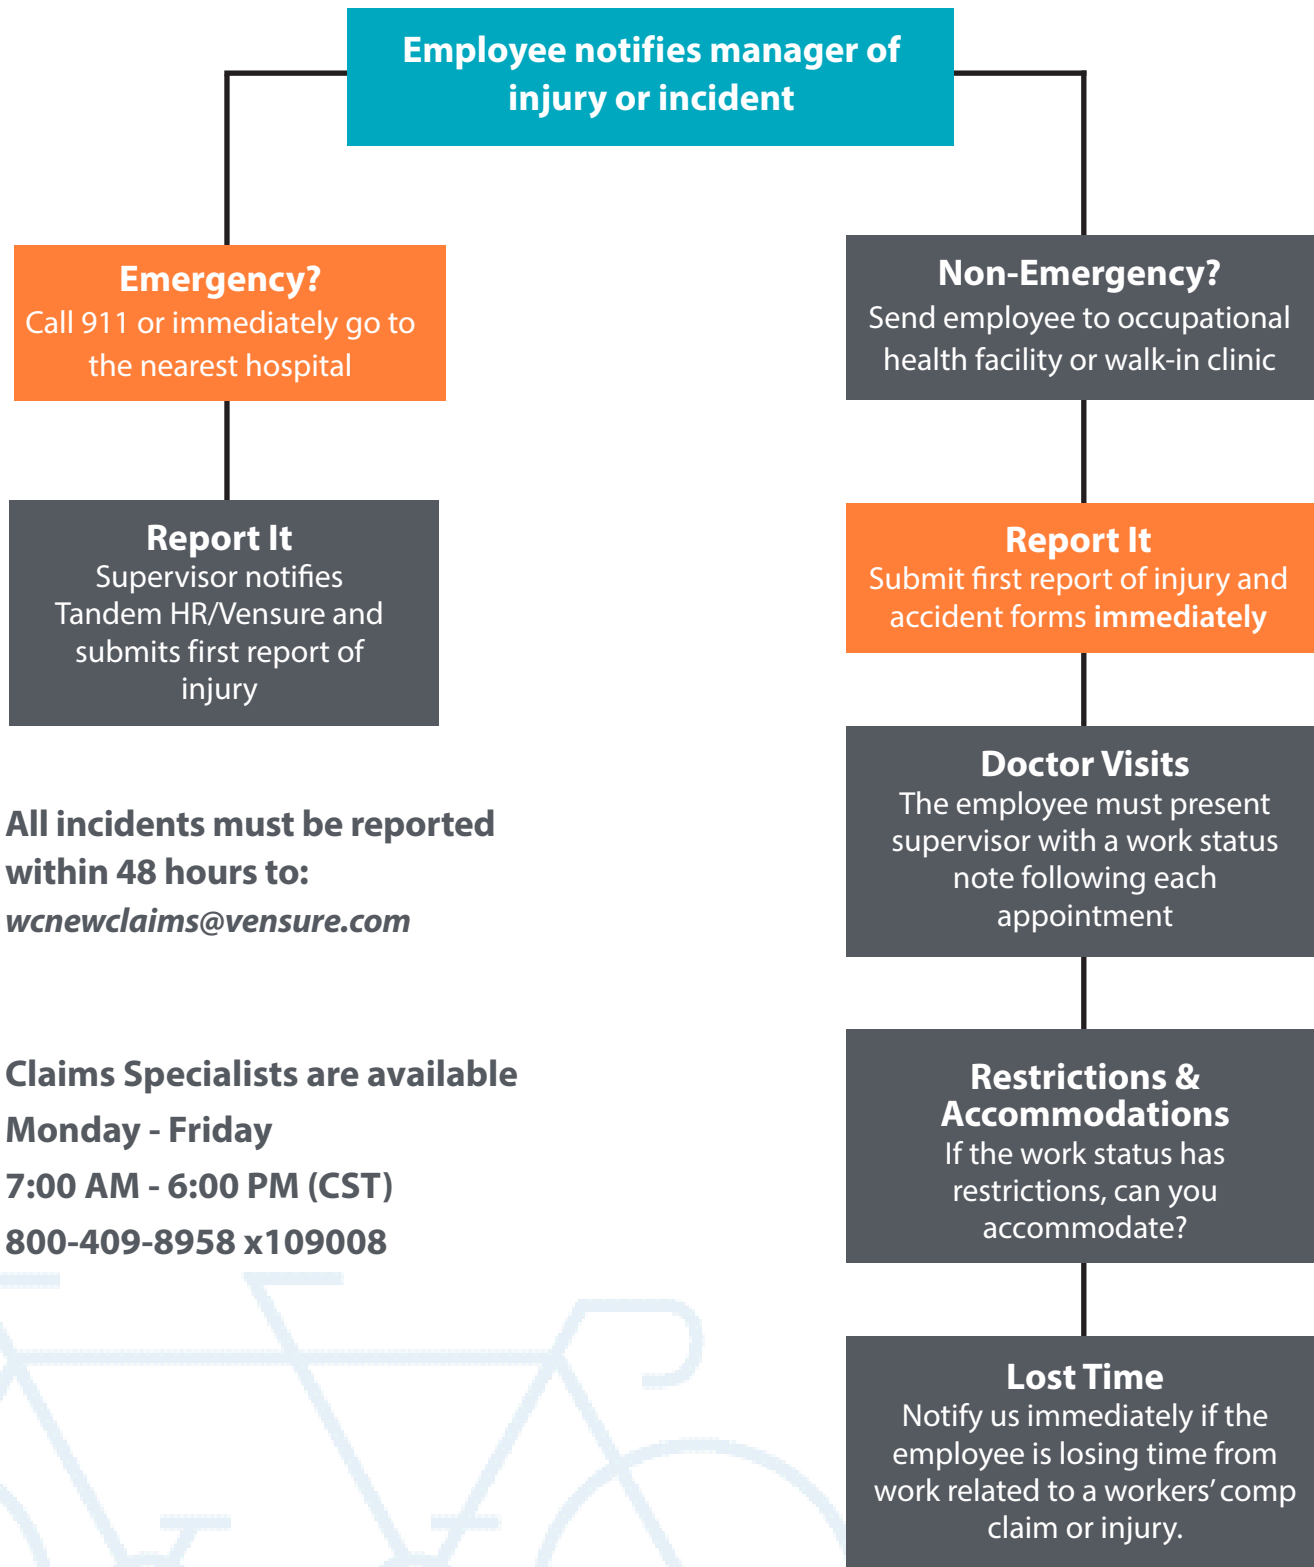 Employee notifies manager of
injury or incident
Emergency?
Call 911 or immediately go to
the nearest hospital
Report It
Supervisor notifies
Tandem HR/Vensure and
submits first report of
injury
All incidents must be reported
within 48 hours to:
wcnewclaims@vensure.com
Claims Specialists are available
Monday - Friday
7:00 AM - 6:00 PM (CST)
800-409-8958 x109008
Non-Emergency?
Send employee to occupational
health facility or walk-in clinic
Report It
Submit first report of injury and
accident forms immediately
Doctor Visits
The employee must present
supervisor with a work status
note following each
appointment
Restrictions &
Accommodations
If the work status has
restrictions, can you
accommodate?
Lost Time
Notify us immediately if the
employee is losing time from
work related to a workers’ comp
claim or injury.